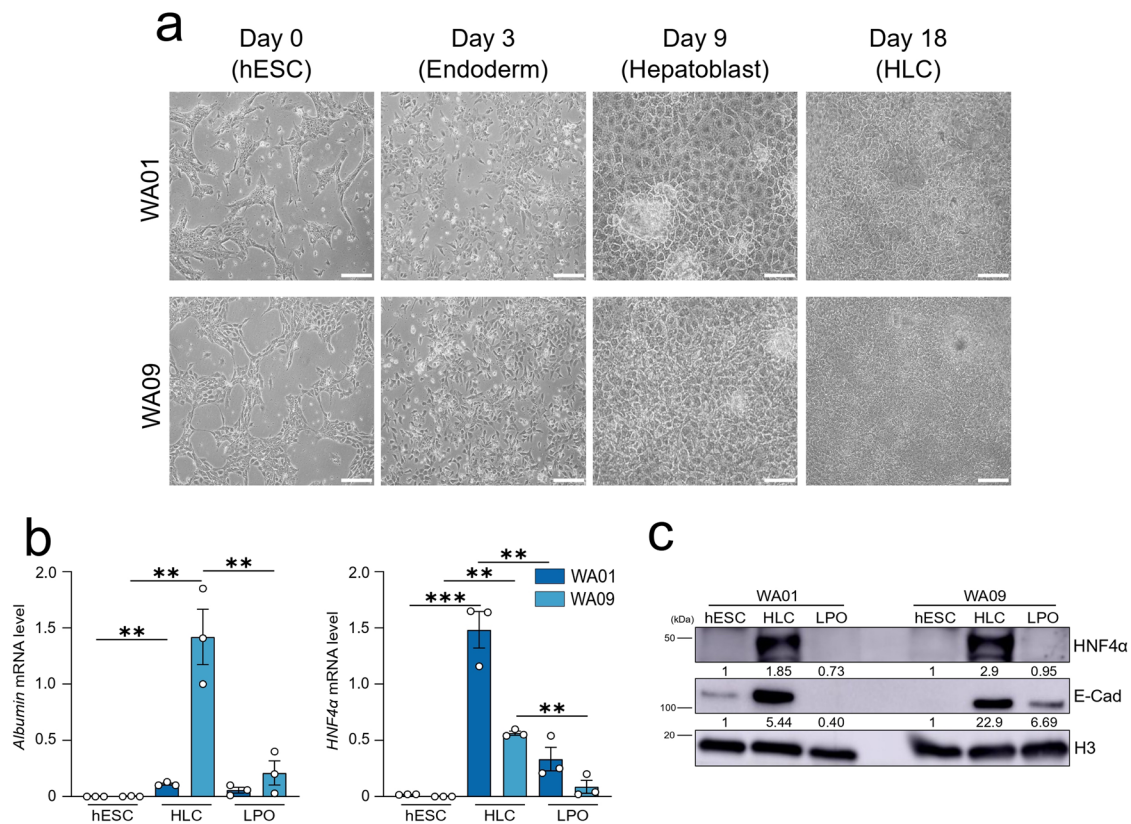 a
Day 0 Day 3 Day 9 Day 18
(hESC) (Endoderm) (Hepatoblast) (HLC)
WA01
WA09
b
Albumin mRNA level
2.0
1.5
1.0
0.5
0
** ** **
hESC HLC LPO
HNF4α mRNA level
2.0
1.5
1.0
0.5
0
**
**
***
**
WA01
WA09
hESC HLC LPO
c
WA01 WA09
(kDa) hESC HLC LPO hESC HLC LPO
50 HNF4α
1 1.85 0.73 1 2.9 0.95
100 E-Cad
1 5.44 0.40 1 22.9 6.69
20 H3